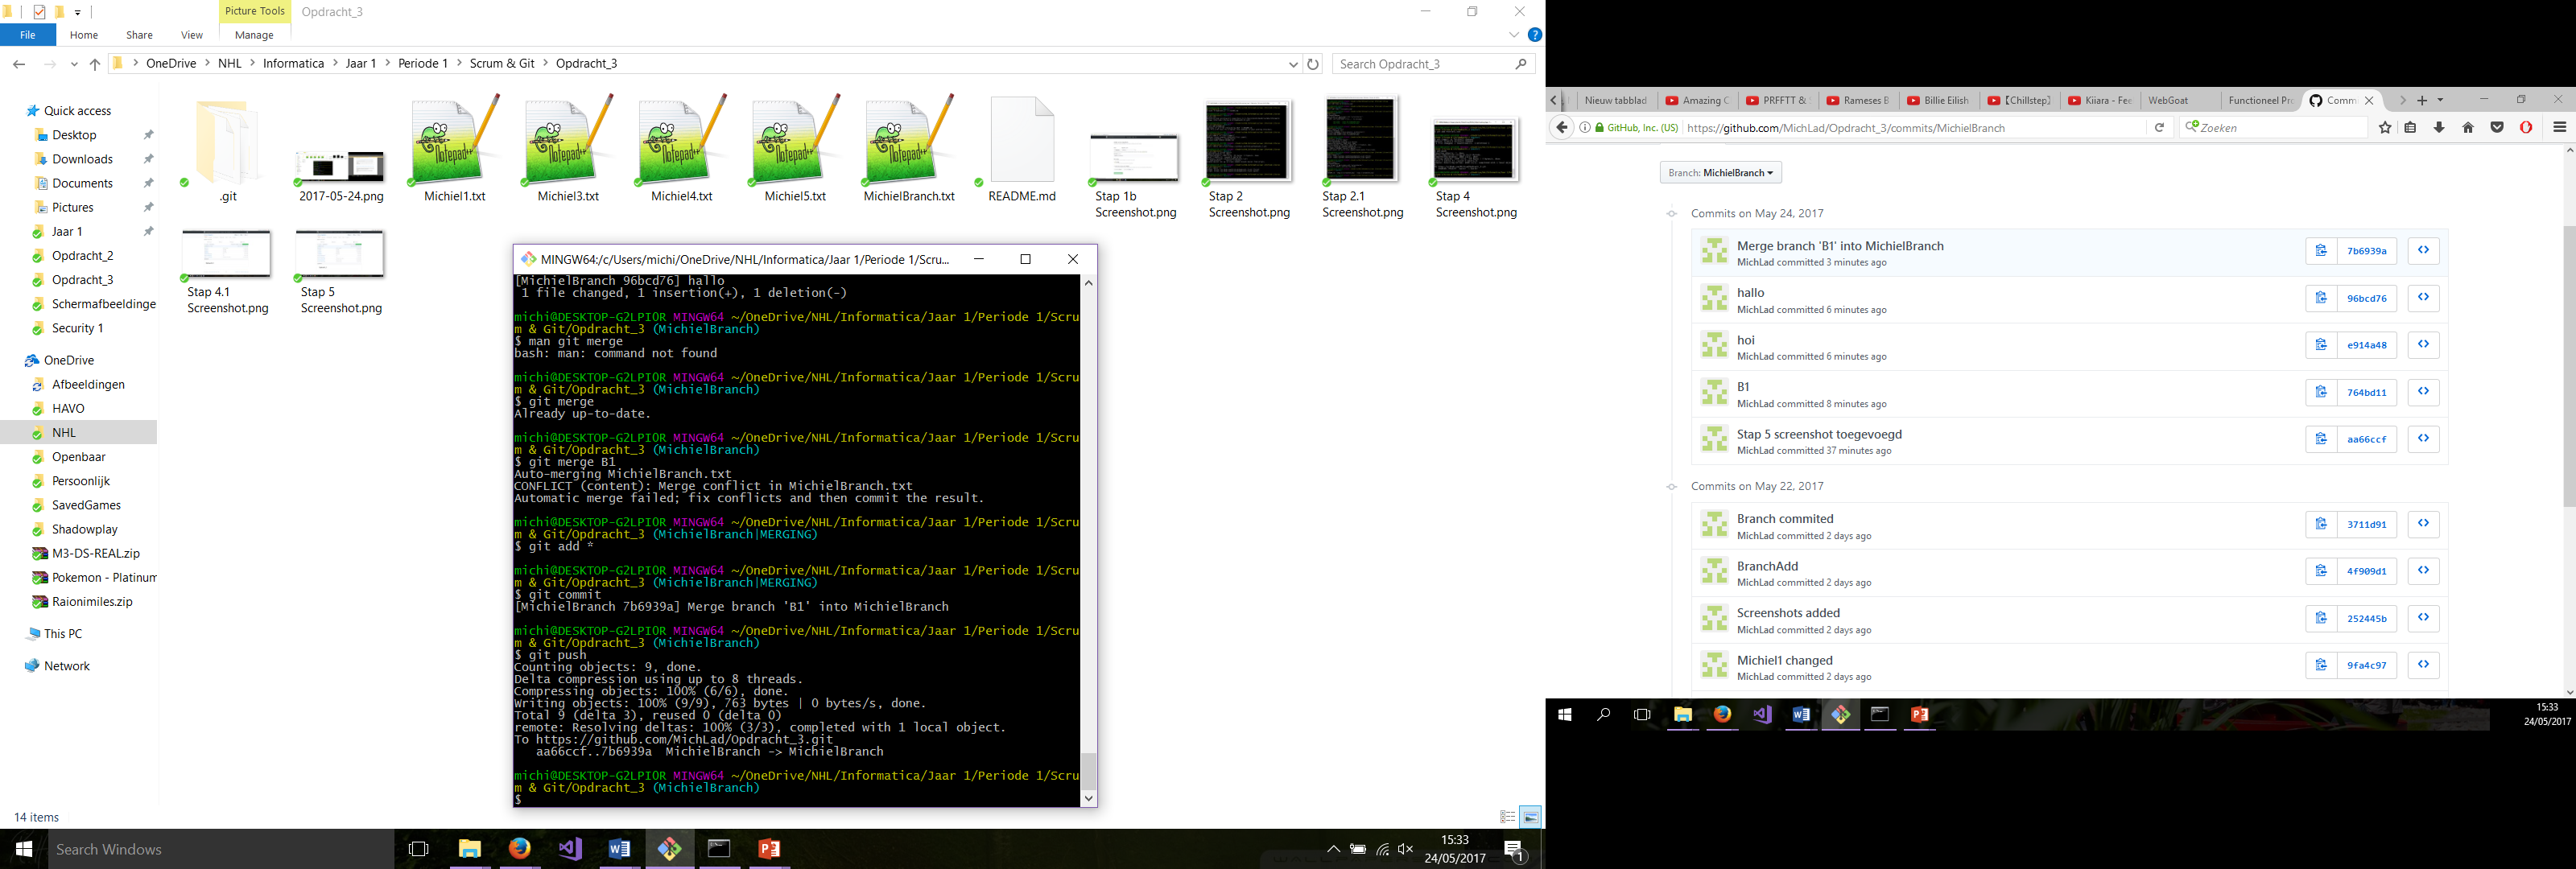 Picture Tools
Opdracht_3
File
Home
Share
View
Manage
OneDrive
NHL
Informatica
Jaar 1
Periode 1
Scrum & Git
Opdracht_3
Search Opdracht_3
Quick access
Desktop
Downloads
Documents
Pictures
Jaar 1
Opdracht_2
Opdracht_3
Schermafbeeldinge
Security 1
OneDrive
Afbeeldingen
HAVO
NHL
Openbaar
Persoonlijk
SavedGames
Shadowplay
M3-DS-REAL.zip
Pokemon - Platinum
Raionimiles.zip
This PC
Network
.git
2017-05-24.png
Michiel1.txt
Michiel3.txt
Michiel4.txt
Michiel5.txt
MichielBranch.txt
README.md
Stap 1b
Screenshot.png
Stap 2
Screenshot.png
Stap 2.1
Screenshot.png
Stap 4
Screenshot.png
Stap 4.1
Screenshot.png
Stap 5
Screenshot.png
MINGW64:/c/Users/michi/OneDrive/NHL/Informatica/Jaar 1/Periode 1/Scru...
[MichielBranch 96bcd76] hallo
1 file changed, 1 insertion(+), 1 deletion(-)
michi@DESKTOP-G2LPIOR MINGW64 ~/OneDrive/NHL/Informatica/Jaar 1/Periode 1/Scru
m & Git/Opdracht_3 (MichielBranch)
$ man git merge
bash: man: command not found
michi@DESKTOP-G2LPIOR MINGW64 ~/OneDrive/NHL/Informatica/Jaar 1/Periode 1/Scru
m & Git/Opdracht_3 (MichielBranch)
$ git merge
Already up-to-date.
michi@DESKTOP-G2LPIOR MINGW64 ~/OneDrive/NHL/Informatica/Jaar 1/Periode 1/Scru
m & Git/Opdracht_3 (MichielBranch)
$ git merge B1
Auto-merging MichielBranch.txt
CONFLICT (content): Merge conflict in MichielBranch.txt
Automatic merge failed; fix conflicts and then commit the result.
michi@DESKTOP-G2LPIOR MINGW64 ~/OneDrive/NHL/Informatica/Jaar 1/Periode 1/Scru
m & Git/Opdracht_3 (MichielBranch|MERGING)
$ git add *
michi@DESKTOP-G2LPIOR MINGW64 ~/OneDrive/NHL/Informatica/Jaar 1/Periode 1/Scru
m & Git/Opdracht_3 (MichielBranch|MERGING)
$ git commit
[MichielBranch 7b6939a] Merge branch 'B1' into MichielBranch
michi@DESKTOP-G2LPIOR MINGW64 ~/OneDrive/NHL/Informatica/Jaar 1/Periode 1/Scru
m & Git/Opdracht_3 (MichielBranch)
$ git push
Counting objects: 9, done.
Delta compression using up to 8 threads.
Compressing objects: 100% (6/6), done.
Writing objects: 100% (9/9), 763 bytes | 0 bytes/s, done.
Total 9 (delta 3), reused 0 (delta 0)
remote: Resolving deltas: 100% (3/3), completed with 1 local object.
To https://github.com/MichLad/Opdracht_3.git
aa66ccf..7b6939a MichielBranch -> MichielBranch
michi@DESKTOP-G2LPIOR MINGW64 ~/OneDrive/NHL/Informatica/Jaar 1/Periode 1/Scru
m & Git/Opdracht_3 (MichielBranch)
$
14 items
Search Windows
15:33
24/05/2017
1
Nieuw tabblad
Amazing C
PRFFTT &
Rameses B
Billie Eilish
【Chillstep】
Kiiara - Fee
WebGoat
Functioneel Pro
Comm
GitHub, Inc. (US)
https://github.com/MichLad/Opdracht_3/commits/MichielBranch
Zoeken
Branch: MichielBranch
Commits on May 24, 2017
Merge branch 'B1' into MichielBranch
MichLad committed 3 minutes ago
7b6939a
hallo
MichLad committed 6 minutes ago
96bcd76
hoi
MichLad committed 6 minutes ago
e914a48
B1
MichLad committed 8 minutes ago
764bd11
Stap 5 screenshot toegevoegd
MichLad committed 37 minutes ago
aa66ccf
Commits on May 22, 2017
Branch commited
MichLad committed 2 days ago
3711d91
BranchAdd
MichLad committed 2 days ago
4f909d1
Screenshots added
MichLad committed 2 days ago
252445b
Michiel1 changed
MichLad committed 2 days ago
9fa4c97
15:33
24/05/2017